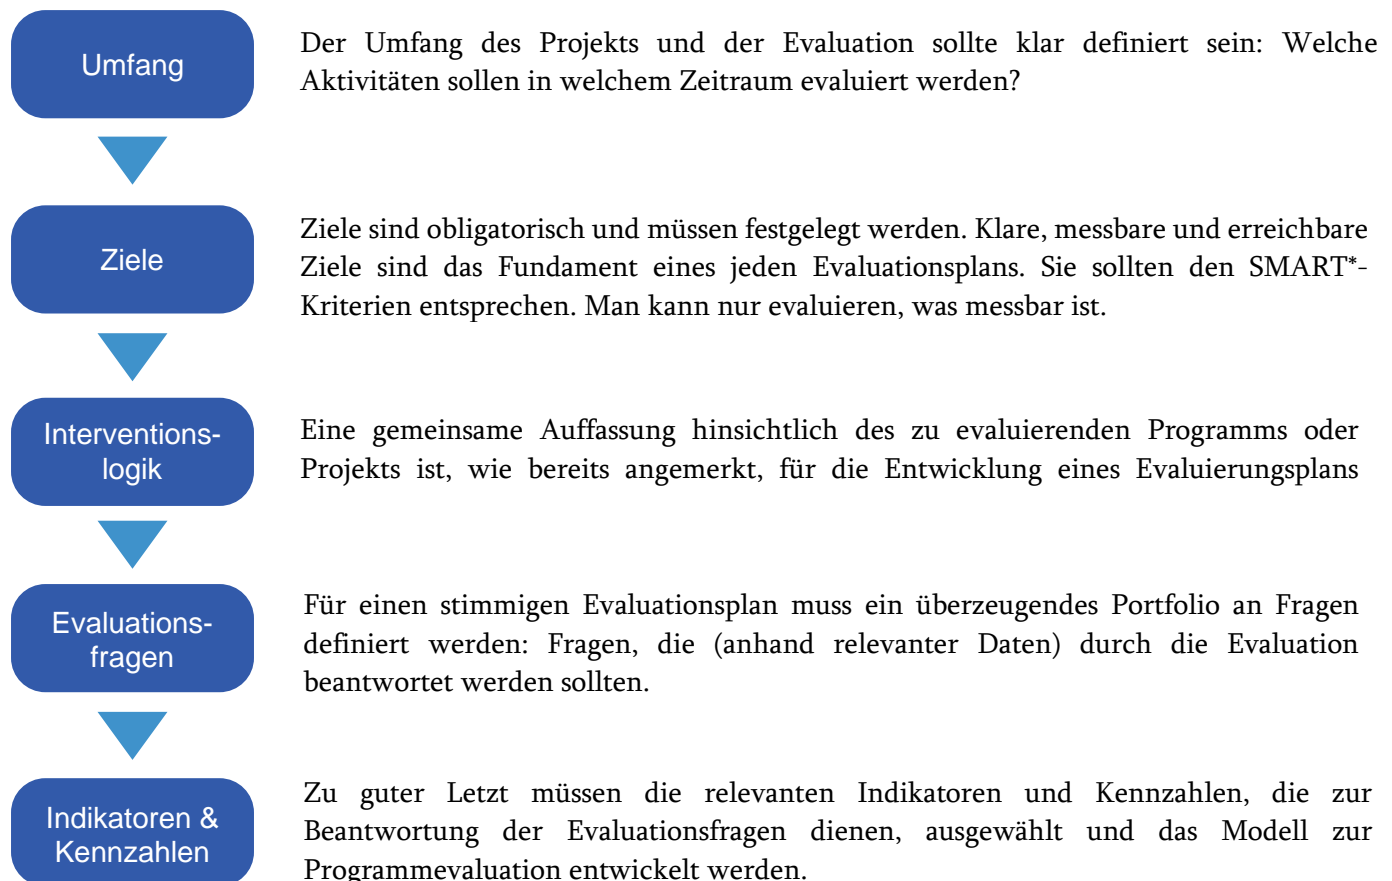 Umfang
Der Umfang des Projekts und der Evaluation sollte klar definiert sein: Welche
Aktivitäten sollen in welchem Zeitraum evaluiert werden?
Ziele
Ziele sind obligatorisch und müssen festgelegt werden. Klare, messbare und erreichbare
Ziele sind das Fundament eines jeden Evaluationsplans. Sie sollten den SMART*-
Kriterien entsprechen. Man kann nur evaluieren, was messbar ist.
Interventions-
logik
Eine gemeinsame Auffassung hinsichtlich des zu evaluierenden Programms oder
Projekts ist, wie bereits angemerkt, für die Entwicklung eines Evaluierungsplans
Evaluations-
fragen
Für einen stimmigen Evaluationsplan muss ein überzeugendes Portfolio an Fragen
definiert werden: Fragen, die (anhand relevanter Daten) durch die Evaluation
beantwortet werden sollten.
Indikatoren &
Kennzahlen
Zu guter Letzt müssen die relevanten Indikatoren und Kennzahlen, die zur
Beantwortung der Evaluationsfragen dienen, ausgewählt und das Modell zur
Programmevaluation entwickelt werden.